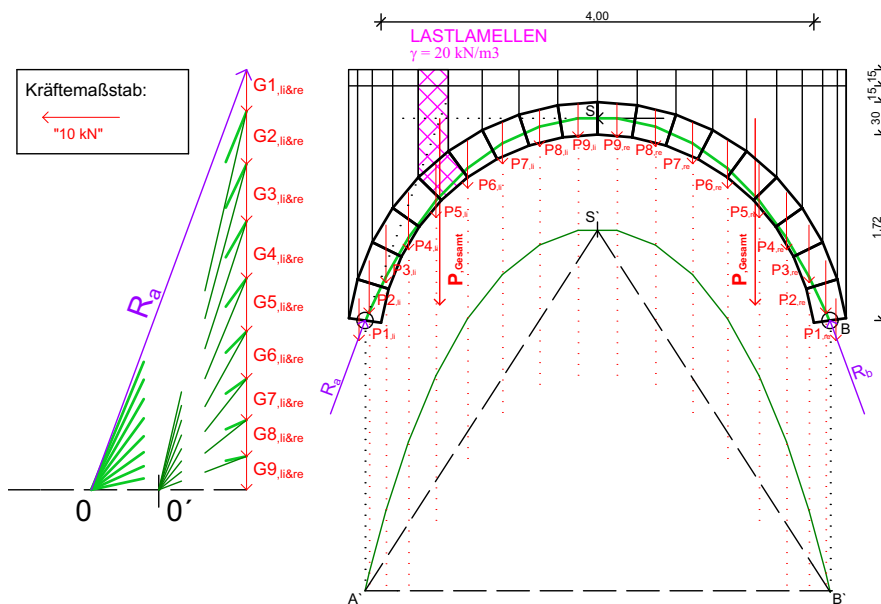 4,00
LASTLAMELLEN
γ = 20 kN/m3
Kräftemaßstab:
"10 kN"
G1,li&re
G2,li&re
G3,li&re
G4,li&re
G5,li&re
G6,li&re
G7,li&re
G8,li&re
G9,li&re
Ra
0
0´
S
P9,li
P9,re
P8,li
P8,re
P7,li
P7,re
P6,li
P6,re
P5,li
P5,re
P4,li
P4,re
P3,li
P3,re
P2,li
P2,re
P1,li
P1,re
P,Gesamt
P,Gesamt
B
Ra
Rb
S`
A`
B`
15
15
30
1,72